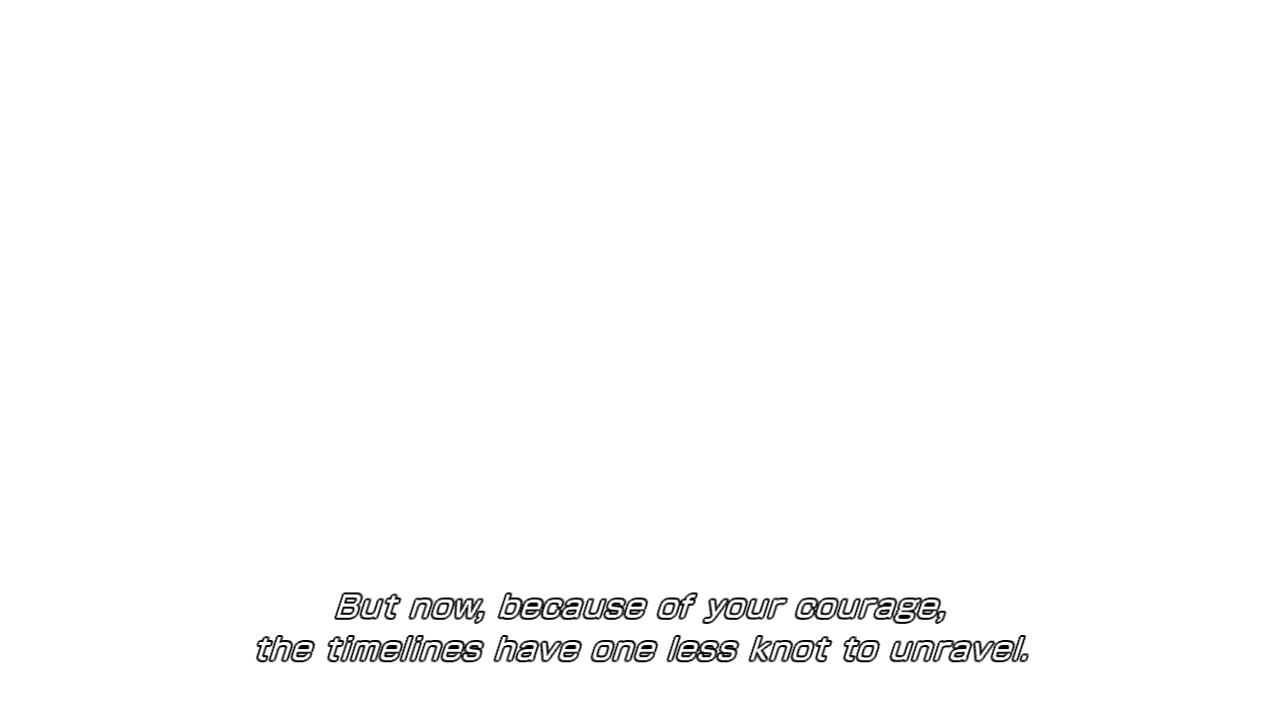 But now, because of your courage,
the timelines have one less knot to unravel.